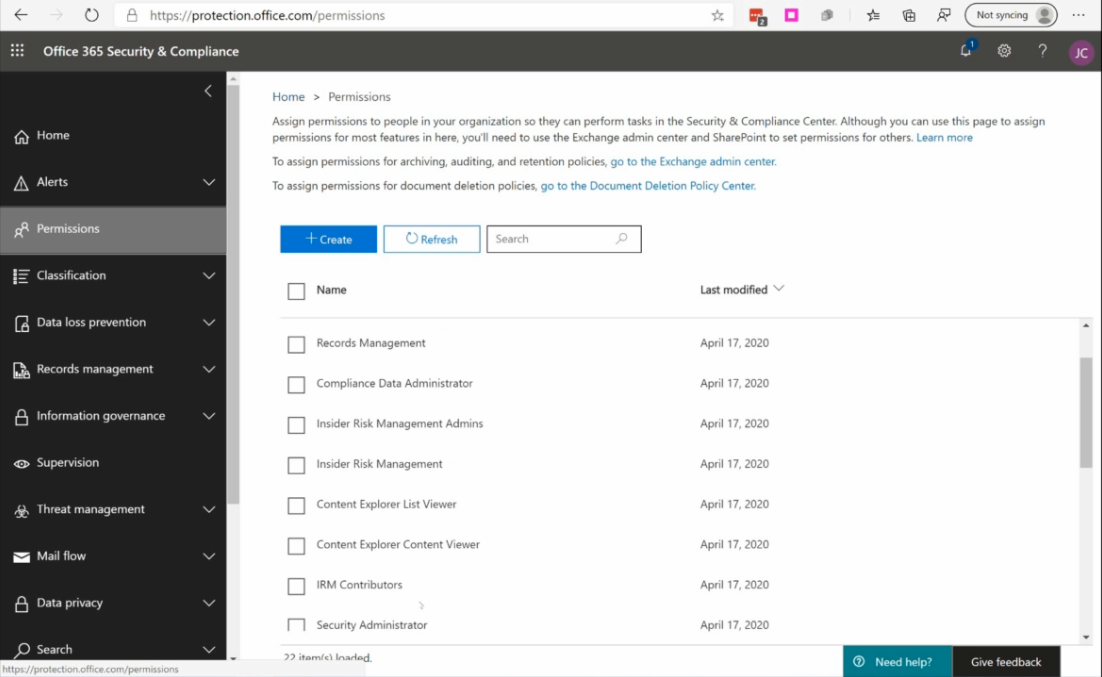 https://protection.office.com/permissions
2
Not syncing
Office 365 Security & Compliance
1
?
JC
Home
Alerts
Permissions
Classification
Data loss prevention
Records management
Information governance
Supervision
Threat management
Mail flow
Data privacy
Search
https://protection.office.com/permissions
Home > Permissions
Assign permissions to people in your organization so they can perform tasks in the Security & Compliance Center. Although you can use this page to assign
permissions for most features in here, you'll need to use the Exchange admin center and SharePoint to set permissions for others. Learn more
To assign permissions for archiving, auditing, and retention policies, go to the Exchange admin center.
To assign permissions for document deletion policies, go to the Document Deletion Policy Center.
+ Create
Refresh
Search
Name Last modified
Records Management April 17, 2020
Compliance Data Administrator April 17, 2020
Insider Risk Management Admins April 17, 2020
Insider Risk Management April 17, 2020
Content Explorer List Viewer April 17, 2020
Content Explorer Content Viewer April 17, 2020
IRM Contributors April 17, 2020
Security Administrator April 17, 2020
22 item(s) loaded.
Need help?
Give feedback